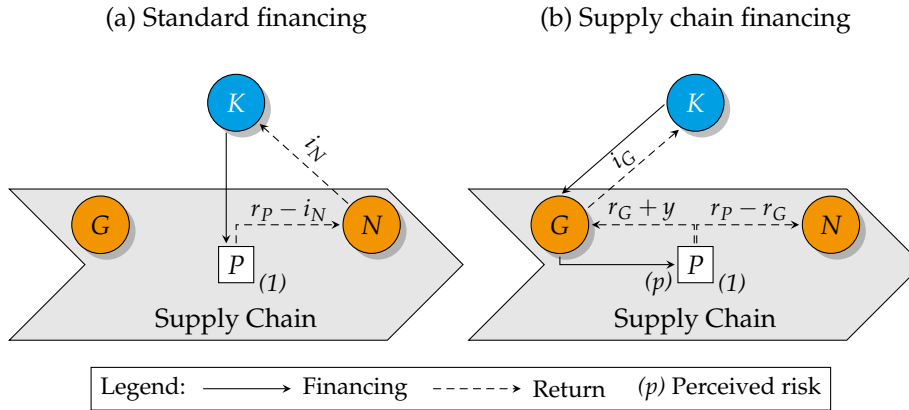 (a) Standard financing
(b) Supply chain financing
K
i_N
G
r_P − i_N
N
P
(1)
Supply Chain
K
i_G
G
r_G + y
r_P − r_G
N
(p)
P
(1)
Supply Chain
Legend: Financing Return (p) Perceived risk